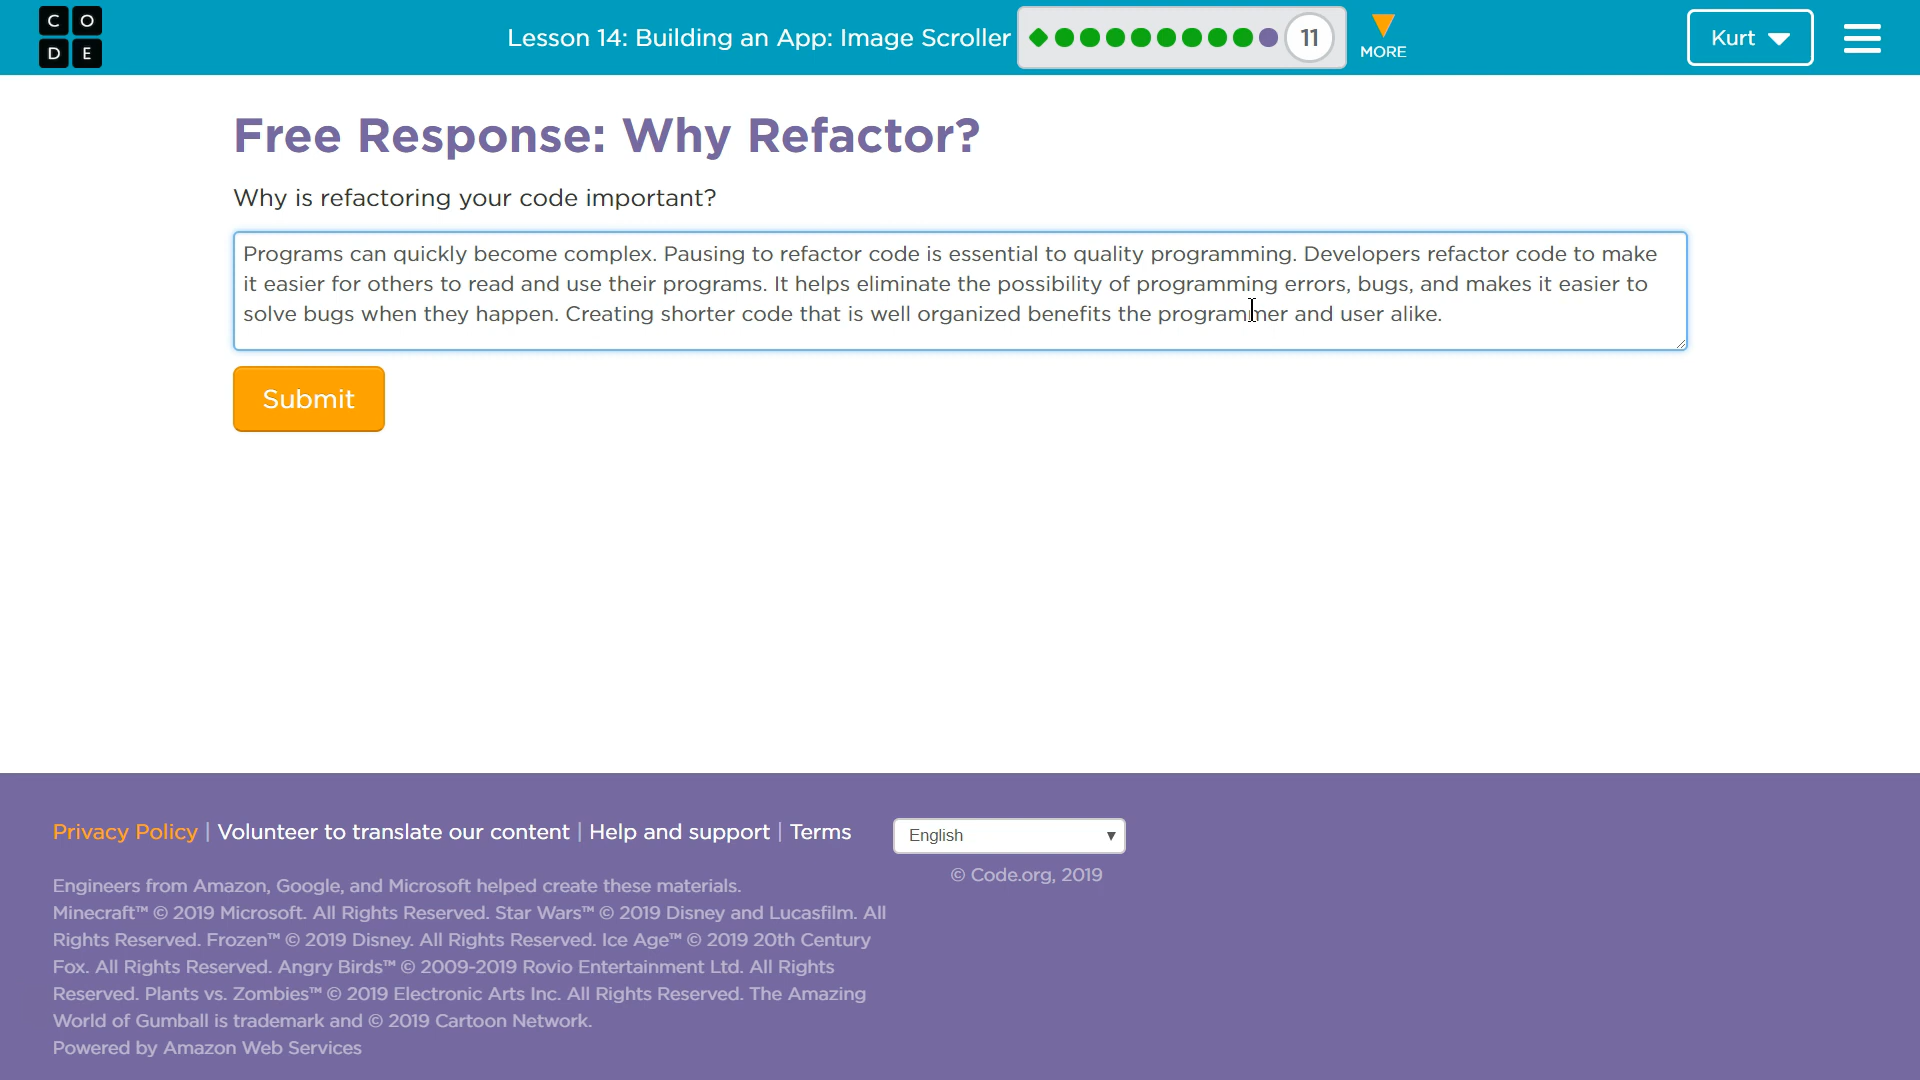 C O
D E
Lesson 14: Building an App: Image Scroller
11
MORE
Kurt
Free Response: Why Refactor?
Why is refactoring your code important?
Programs can quickly become complex. Pausing to refactor code is essential to quality programming. Developers refactor code to make
it easier for others to read and use their programs. It helps eliminate the possibility of programming errors, bugs, and makes it easier to
solve bugs when they happen. Creating shorter code that is well organized benefits the programmer and user alike.
Submit
Privacy Policy | Volunteer to translate our content | Help and support | Terms
English
© Code.org, 2019
Engineers from Amazon, Google, and Microsoft helped create these materials.
Minecraft™ © 2019 Microsoft. All Rights Reserved. Star Wars™ © 2019 Disney and Lucasfilm. All
Rights Reserved. Frozen™ © 2019 Disney. All Rights Reserved. Ice Age™ © 2019 20th Century
Fox. All Rights Reserved. Angry Birds™ © 2009-2019 Rovio Entertainment Ltd. All Rights
Reserved. Plants vs. Zombies™ © 2019 Electronic Arts Inc. All Rights Reserved. The Amazing
World of Gumball is trademark and © 2019 Cartoon Network.
Powered by Amazon Web Services